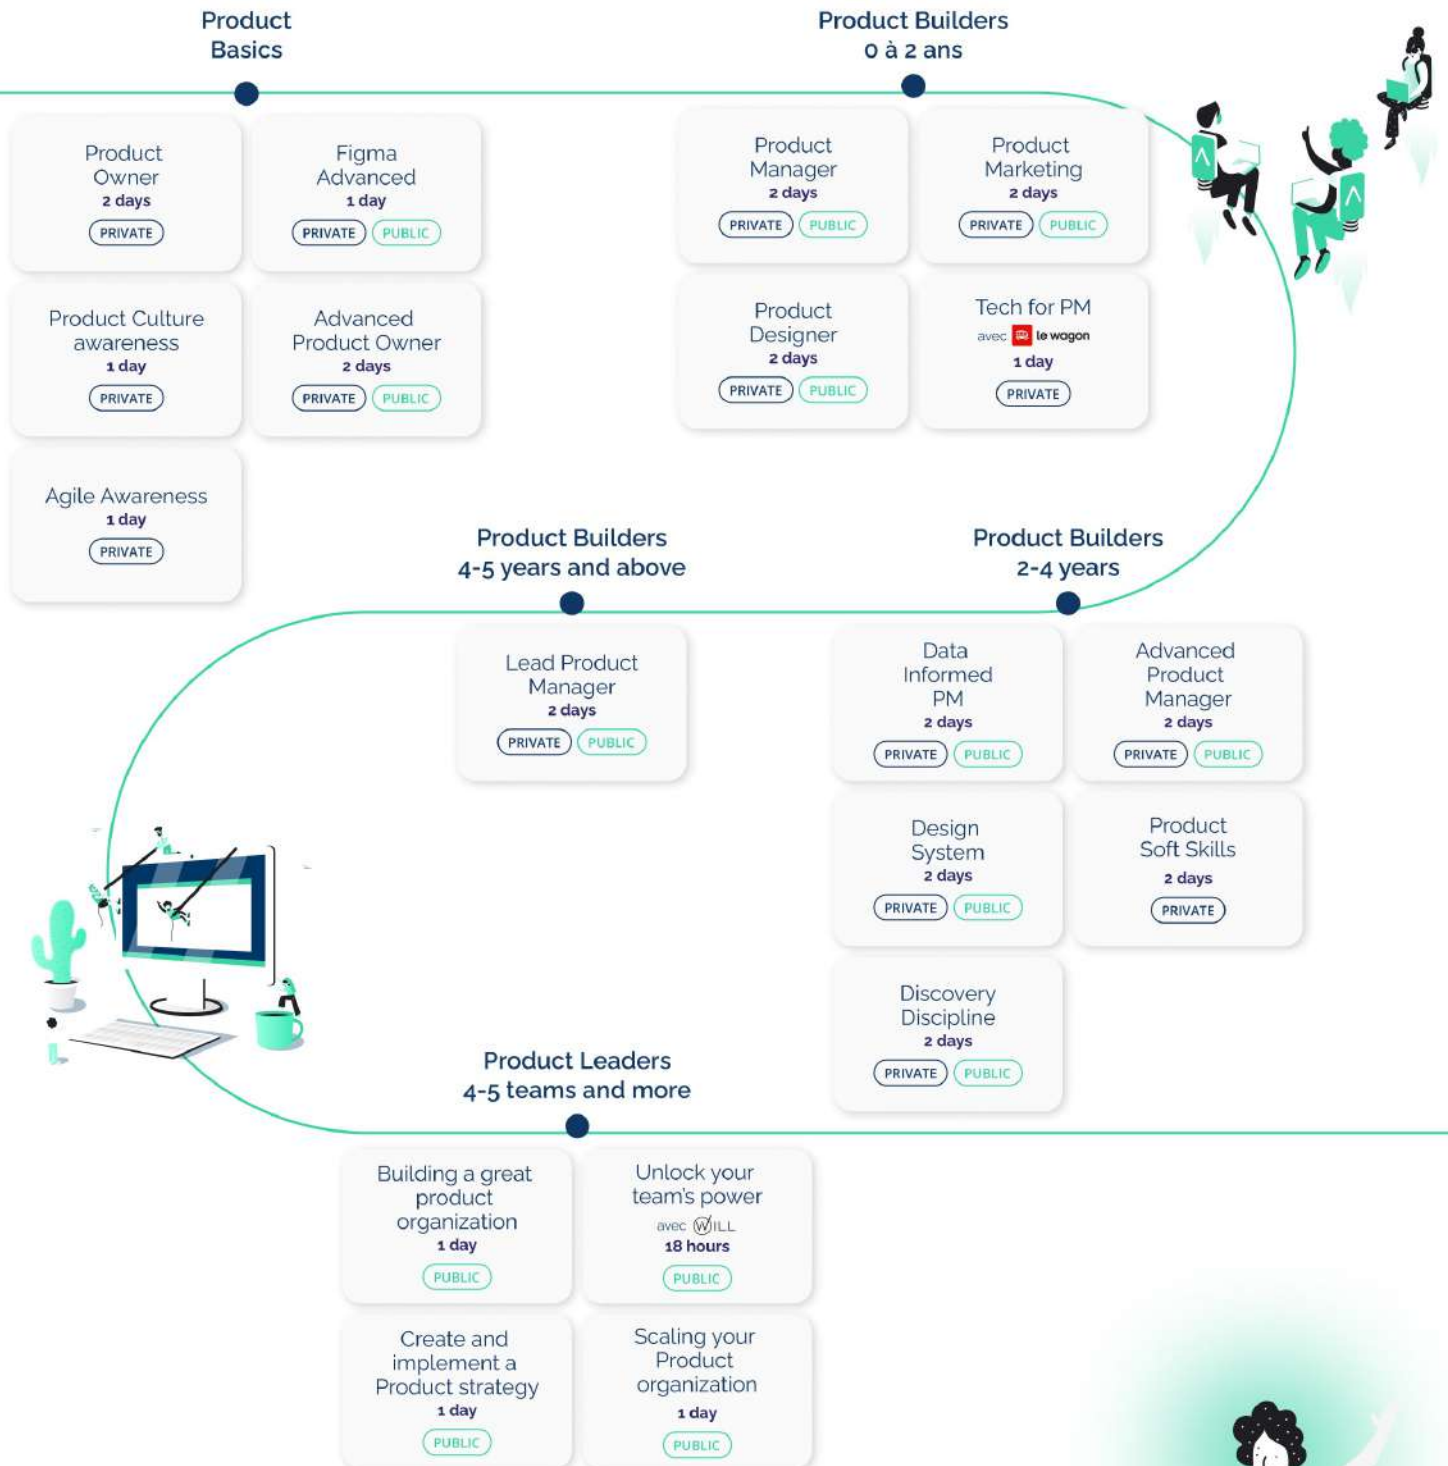 Product
Basics
Product
Owner
2 days
PRIVATE
Figma
Advanced
1 day
PRIVATE PUBLIC
Product Culture
awareness
1 day
PRIVATE
Advanced
Product Owner
2 days
PRIVATE PUBLIC
Agile Awareness
1 day
PRIVATE
Product Builders
0 à 2 ans
Product
Manager
2 days
PRIVATE PUBLIC
Product
Marketing
2 days
PRIVATE PUBLIC
Product
Designer
2 days
PRIVATE PUBLIC
Tech for PM
avec le wagon
1 day
PRIVATE
Product Builders
2-4 years
Data
Informed
PM
2 days
PRIVATE PUBLIC
Advanced
Product
Manager
2 days
PRIVATE PUBLIC
Design
System
2 days
PRIVATE PUBLIC
Product
Soft Skills
2 days
PRIVATE
Discovery
Discipline
2 days
PRIVATE PUBLIC
Product Builders
4-5 years and above
Lead Product
Manager
2 days
PRIVATE PUBLIC
Product Leaders
4-5 teams and more
Building a great
product
organization
1 day
PUBLIC
Unlock your
team's power
avec WILL
18 hours
PUBLIC
Create and
implement a
Product strategy
1 day
PUBLIC
Scaling your
Product
organization
1 day
PUBLIC